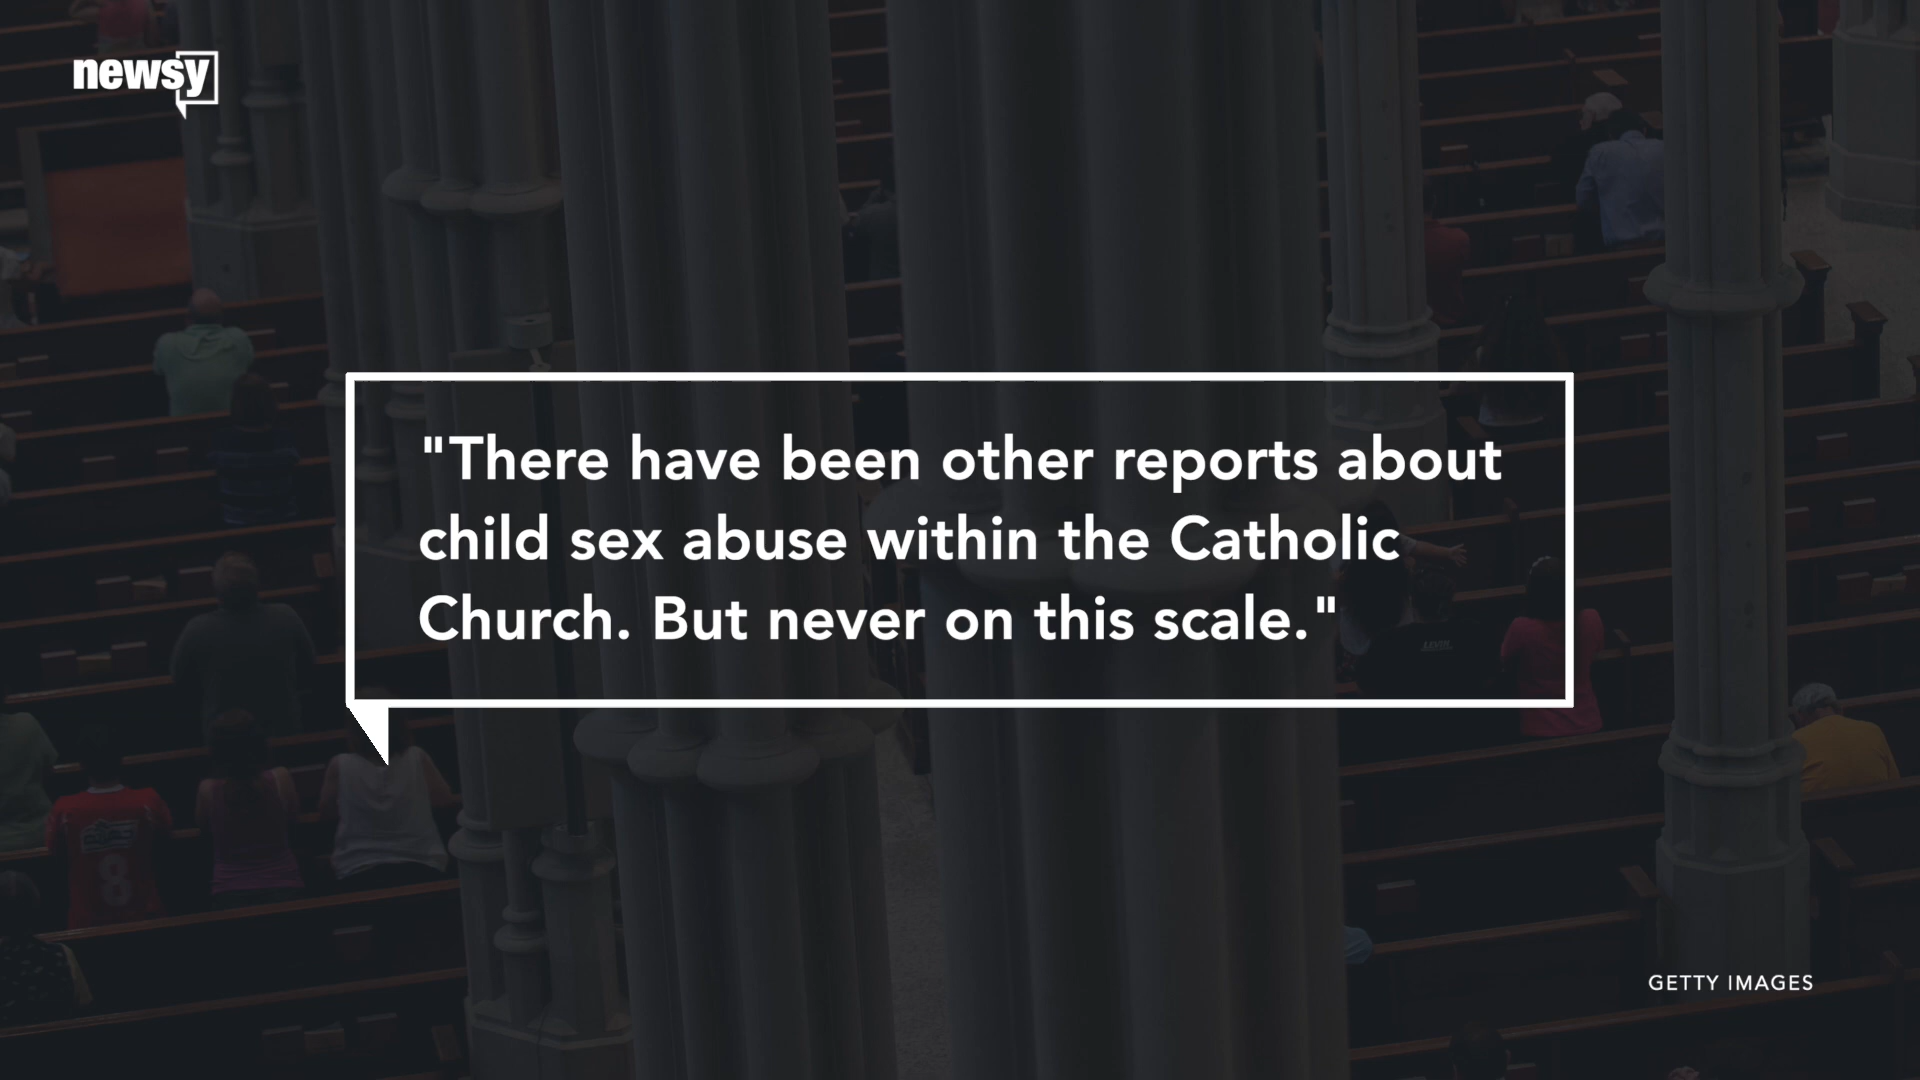 newsy
"There have been other reports about
child sex abuse within the Catholic
Church. But never on this scale."
8
GETTY IMAGES